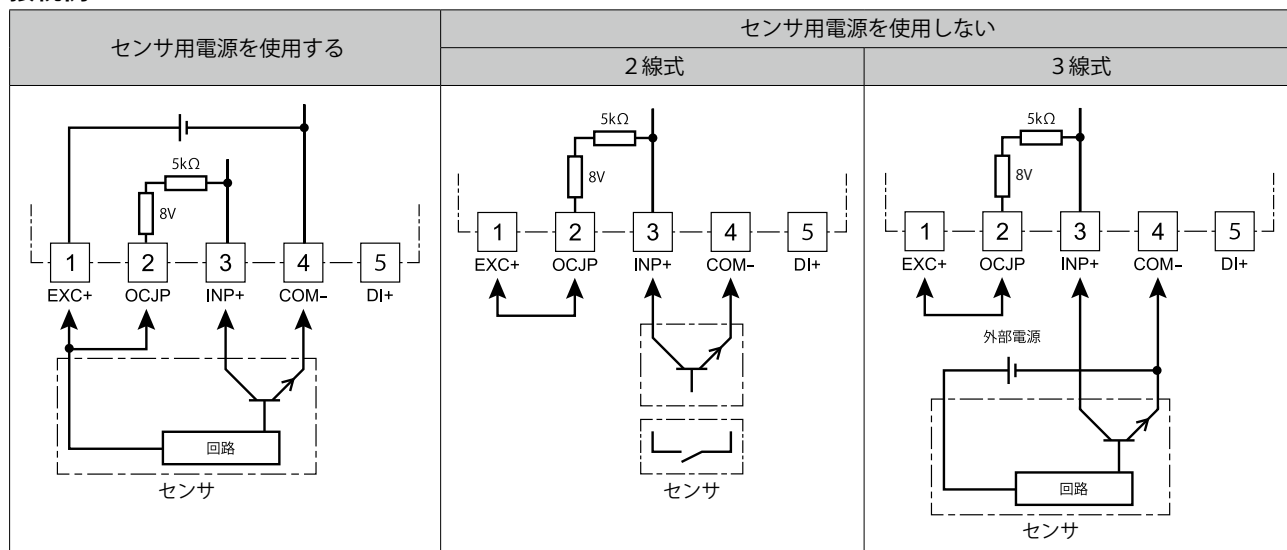 センサ用電源を使用する
センサ用電源を使用しない
２線式
３線式
5kΩ
8V
1
2
3
4
5
EXC+
OCJP
INP+
COM−
DI+
回路
センサ
5kΩ
8V
1
2
3
4
5
EXC+
OCJP
INP+
COM−
DI+
センサ
5kΩ
8V
1
2
3
4
5
EXC+
OCJP
INP+
COM−
DI+
外部電源
回路
センサ